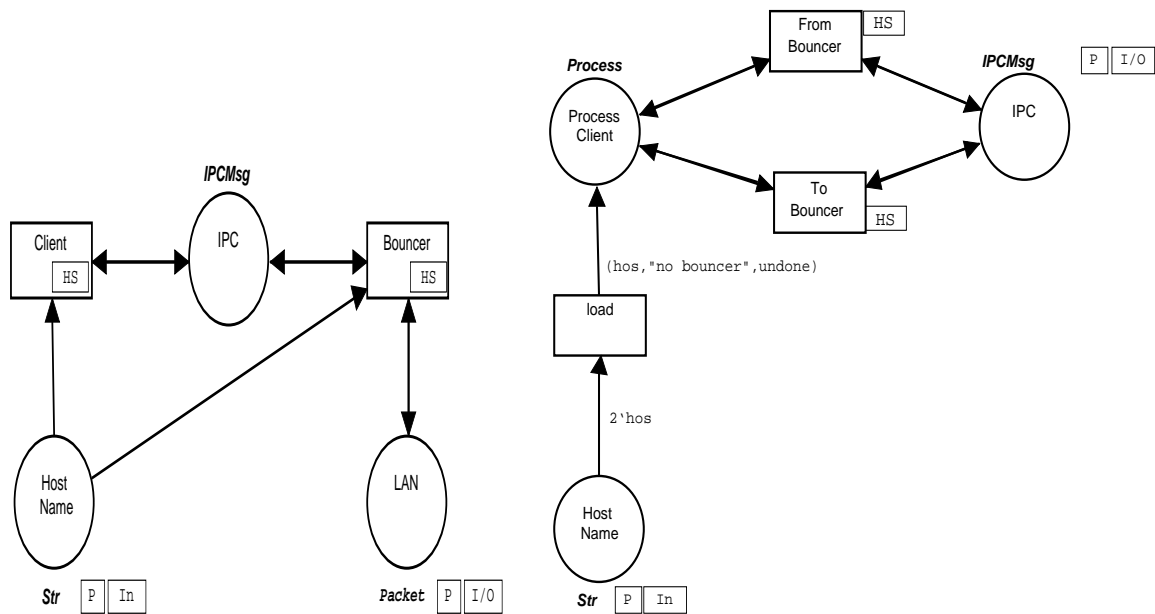 IPCMsg
Client
HS
IPC
Bouncer
HS
Host
Name
LAN
Str
P
In
Packet
P
I/O
From
Bouncer
HS
Process
IPCMsg
P
I/O
Process
Client
IPC
To
Bouncer
HS
(hos,"no bouncer",undone)
load
2‘hos
Host
Name
Str
P
In